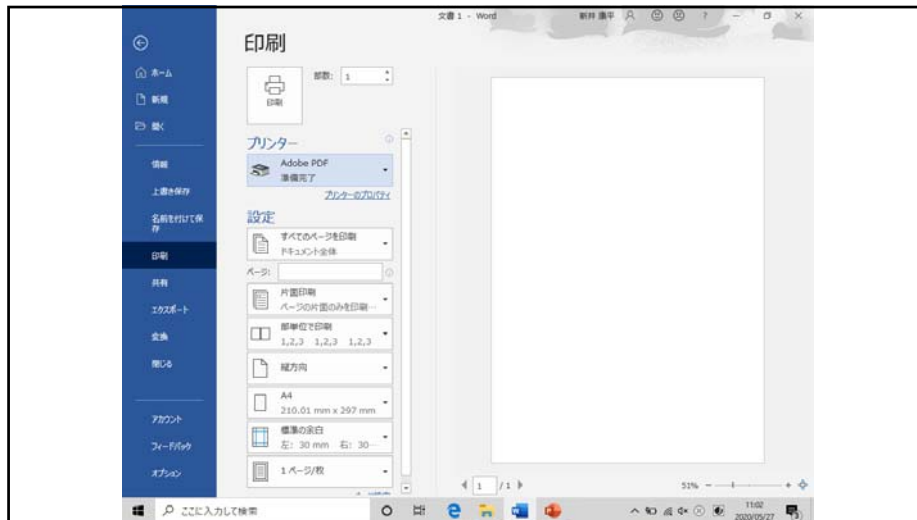 文書 1 - Word
新井 康平
?
印刷
ホーム
新規
開く
情報
上書き保存
名前を付けて保
存
印刷
共有
エクスポート
変換
閉じる
アカウント
フィードバック
オプション
部数: 1
印刷
プリンター
Adobe PDF
準備完了
プリンターのプロパティ
設定
すべてのページを印刷
ドキュメント全体
ページ:
片面印刷
ページの片面のみを印刷…
部単位で印刷
1,2,3 1,2,3 1,2,3
縦方向
A4
210.01 mm x 297 mm
標準の余白
左: 30 mm 右: 30…
1 ページ/枚
1 / 1
51%
ここに入力して検索
11:02
2020/05/27